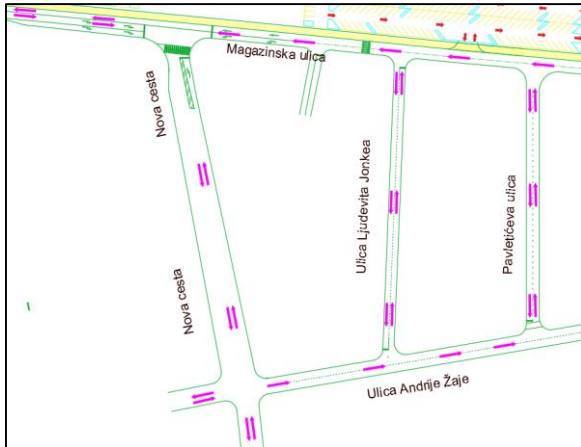 Magazinska ulica
Nova cesta
Ulica Ljudevita Jonkea
Pavletićeva ulica
Nova cesta
Ulica Andrije Žaje